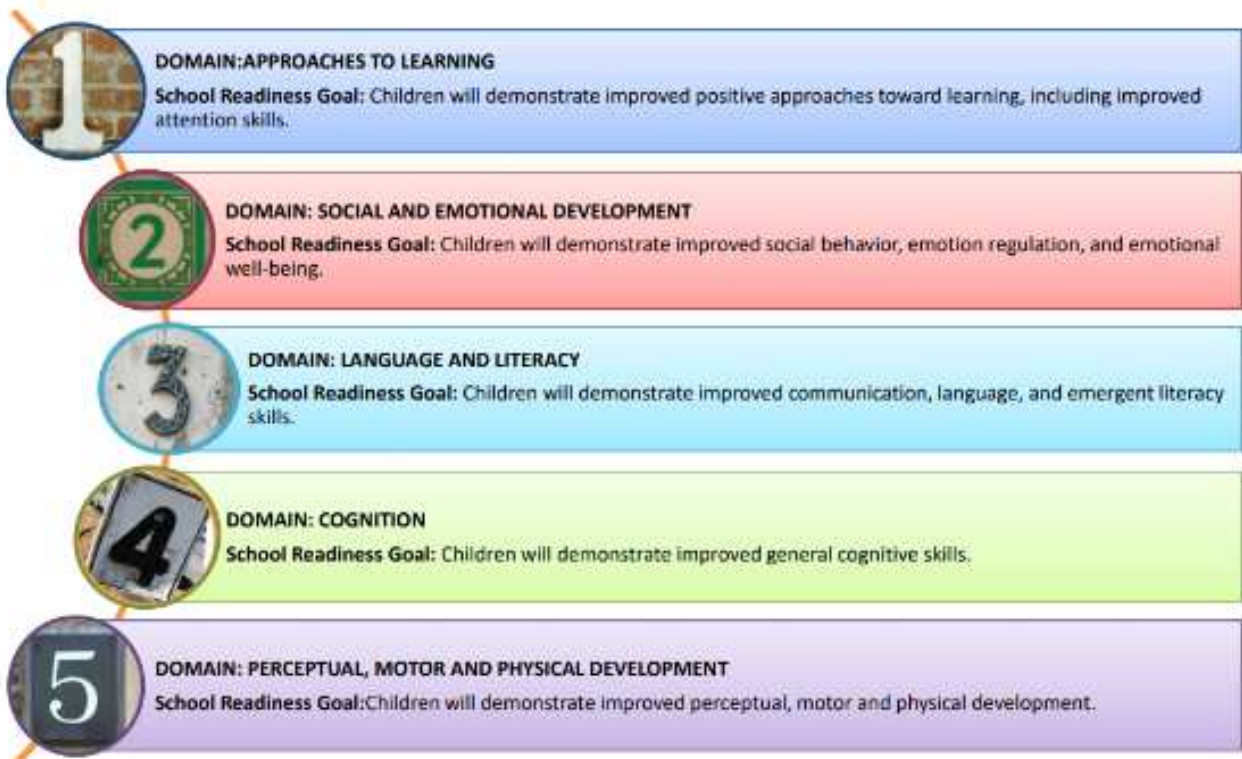 1
DOMAIN:APPROACHES TO LEARNING
School Readiness Goal: Children will demonstrate improved positive approaches toward learning, including improved
attention skills.
2
DOMAIN: SOCIAL AND EMOTIONAL DEVELOPMENT
School Readiness Goal: Children will demonstrate improved social behavior, emotion regulation, and emotional
well-being.
3
DOMAIN: LANGUAGE AND LITERACY
School Readiness Goal: Children will demonstrate improved communication, language, and emergent literacy
skills.
4
DOMAIN: COGNITION
School Readiness Goal: Children will demonstrate improved general cognitive skills.
5
DOMAIN: PERCEPTUAL, MOTOR AND PHYSICAL DEVELOPMENT
School Readiness Goal:Children will demonstrate improved perceptual, motor and physical development.